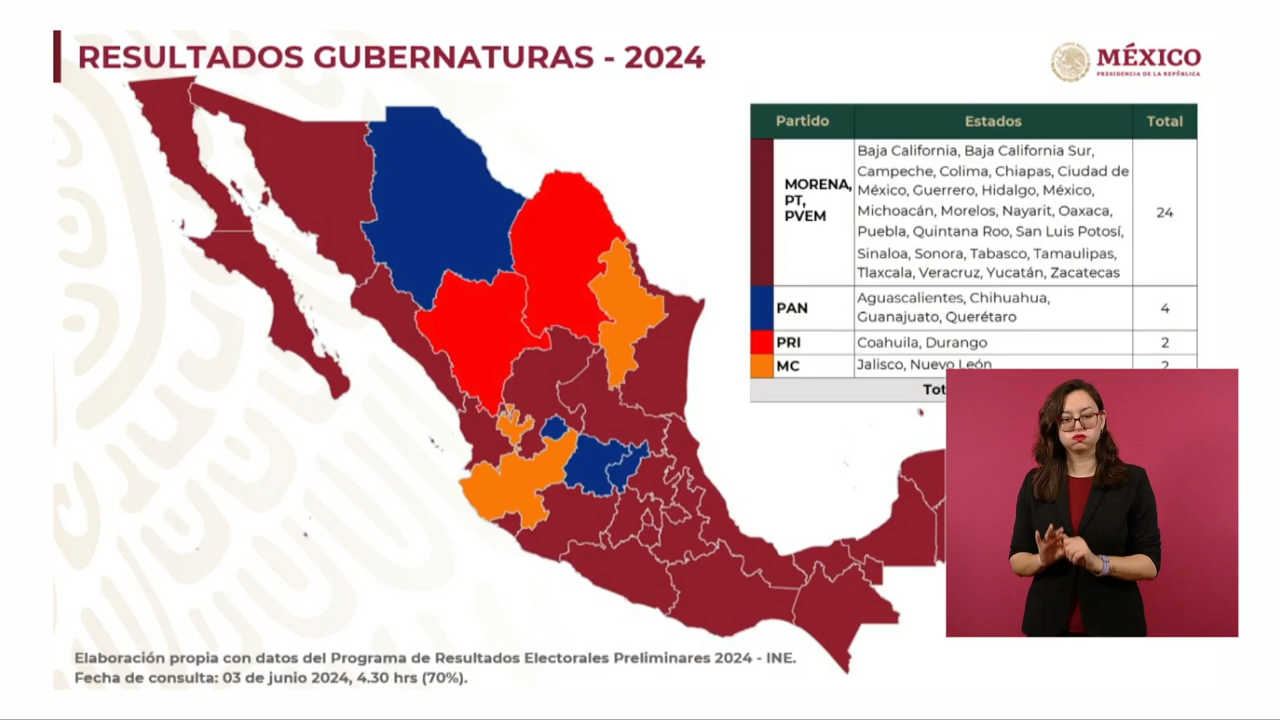 RESULTADOS GUBERNATURAS - 2024
MÉXICO
PRESIDENCIA DE LA REPÚBLICA
Partido Estados Total
MORENA,
PT,
PVEM
Baja California, Baja California Sur,
Campeche, Colima, Chiapas, Ciudad de
México, Guerrero, Hidalgo, México,
Michoacán, Morelos, Nayarit, Oaxaca,
Puebla, Quintana Roo, San Luis Potosí,
Sinaloa, Sonora, Tabasco, Tamaulipas,
Tlaxcala, Veracruz, Yucatán, Zacatecas
24
PAN
Aguascalientes, Chihuahua,
Guanajuato, Querétaro
4
PRI Coahuila, Durango 2
MC Jalisco, Nuevo León 2
Elaboración propia con datos del Programa de Resultados Electorales Preliminares 2024 - INE.
Fecha de consulta: 03 de junio 2024, 4.30 hrs (70%).